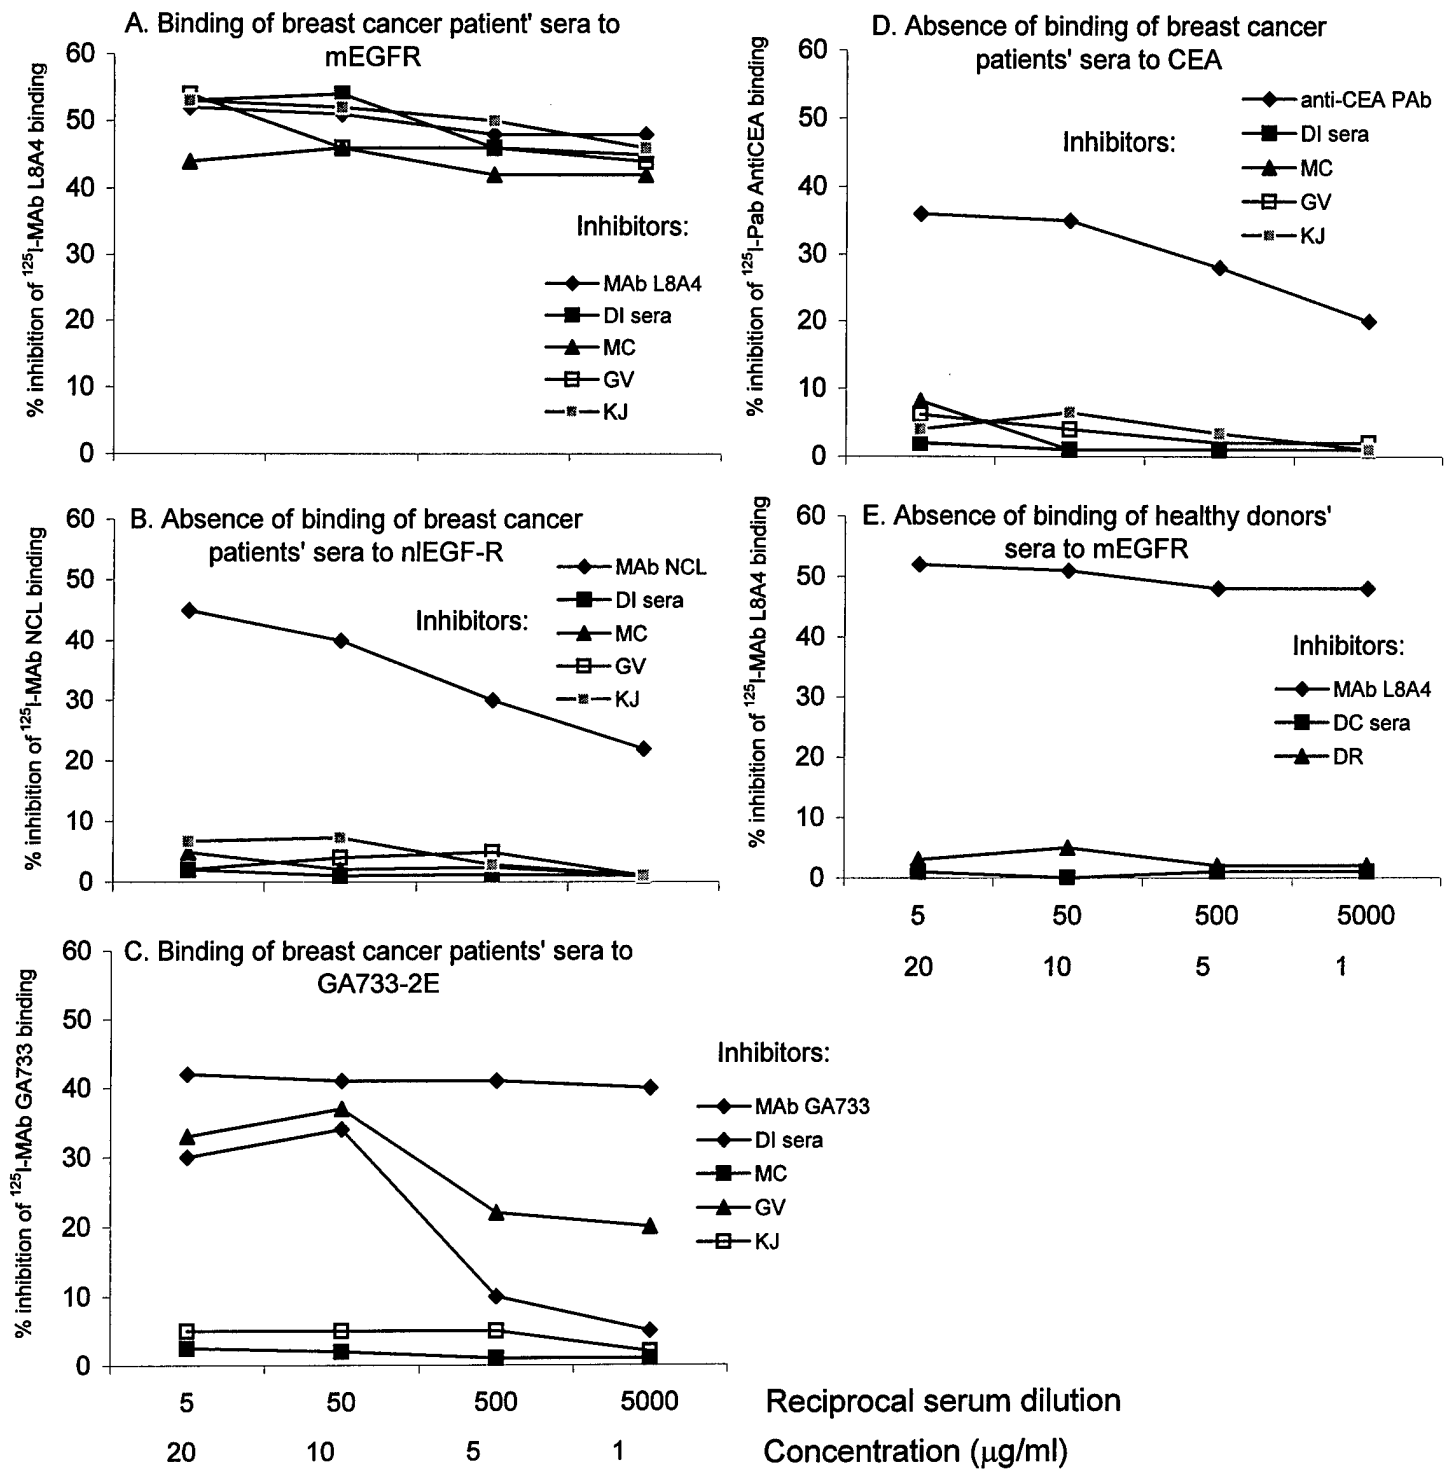 A. Binding of breast cancer patient' sera to
mEGFR
% inhibition of ¹²⁵I-MAb L8A4 binding
60
50
40
30
20
10
0
Inhibitors:
MAb L8A4
DI sera
MC
GV
KJ
B. Absence of binding of breast cancer
patients' sera to nlEGF-R
% inhibition of ¹²⁵I-MAb NCL binding
60
50
40
30
20
10
0
Inhibitors:
MAb NCL
DI sera
MC
GV
KJ
C. Binding of breast cancer patients' sera to
GA733-2E
% inhibition of ¹²⁵I-MAb GA733 binding
60
50
40
30
20
10
0
Inhibitors:
MAb GA733
DI sera
MC
GV
KJ
5 50 500 5000 Reciprocal serum dilution
20 10 5 1 Concentration (μg/ml)
D. Absence of binding of breast cancer
patients' sera to CEA
% inhibition of ¹²⁵I-Pab AntiCEA binding
60
50
40
30
20
10
0
Inhibitors:
anti-CEA PAb
DI sera
MC
GV
KJ
E. Absence of binding of healthy donors'
sera to mEGFR
% inhibition of ¹²⁵I-MAb L8A4 binding
60
50
40
30
20
10
0
Inhibitors:
MAb L8A4
DC sera
DR
5 50 500 5000
20 10 5 1